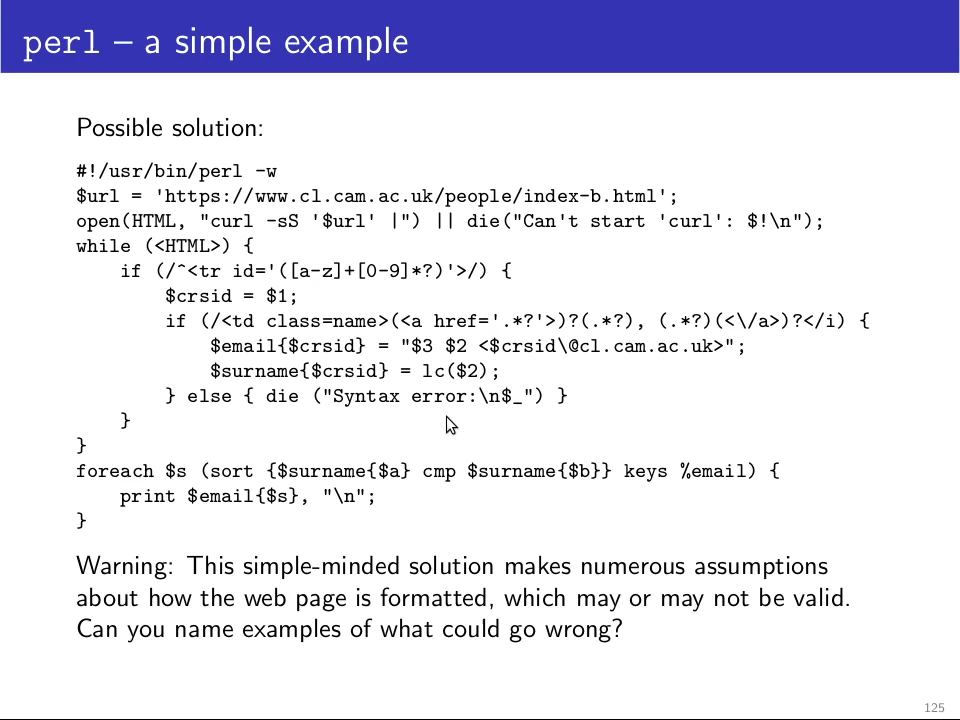 perl – a simple example
Possible solution:
#!/usr/bin/perl -w
$url = 'https://www.cl.cam.ac.uk/people/index-b.html';
open(HTML, "curl -sS '$url' |") || die("Can't start 'curl': $!\n");
while (<HTML>) {
    if (/^<tr id='([a-z]+[0-9]*?)'>/) {
        $crsid = $1;
        if (/<td class=name>(<a href='.*?'>)?(.*?), (.*?)(<\/a>)?</i) {
            $email{$crsid} = "$3 $2 <$crsid\@cl.cam.ac.uk>";
            $surname{$crsid} = lc($2);
        } else { die ("Syntax error:\n$_") }
    }
}
foreach $s (sort {$surname{$a} cmp $surname{$b}} keys %email) {
    print $email{$s}, "\n";
}
Warning: This simple-minded solution makes numerous assumptions
about how the web page is formatted, which may or may not be valid.
Can you name examples of what could go wrong?
125